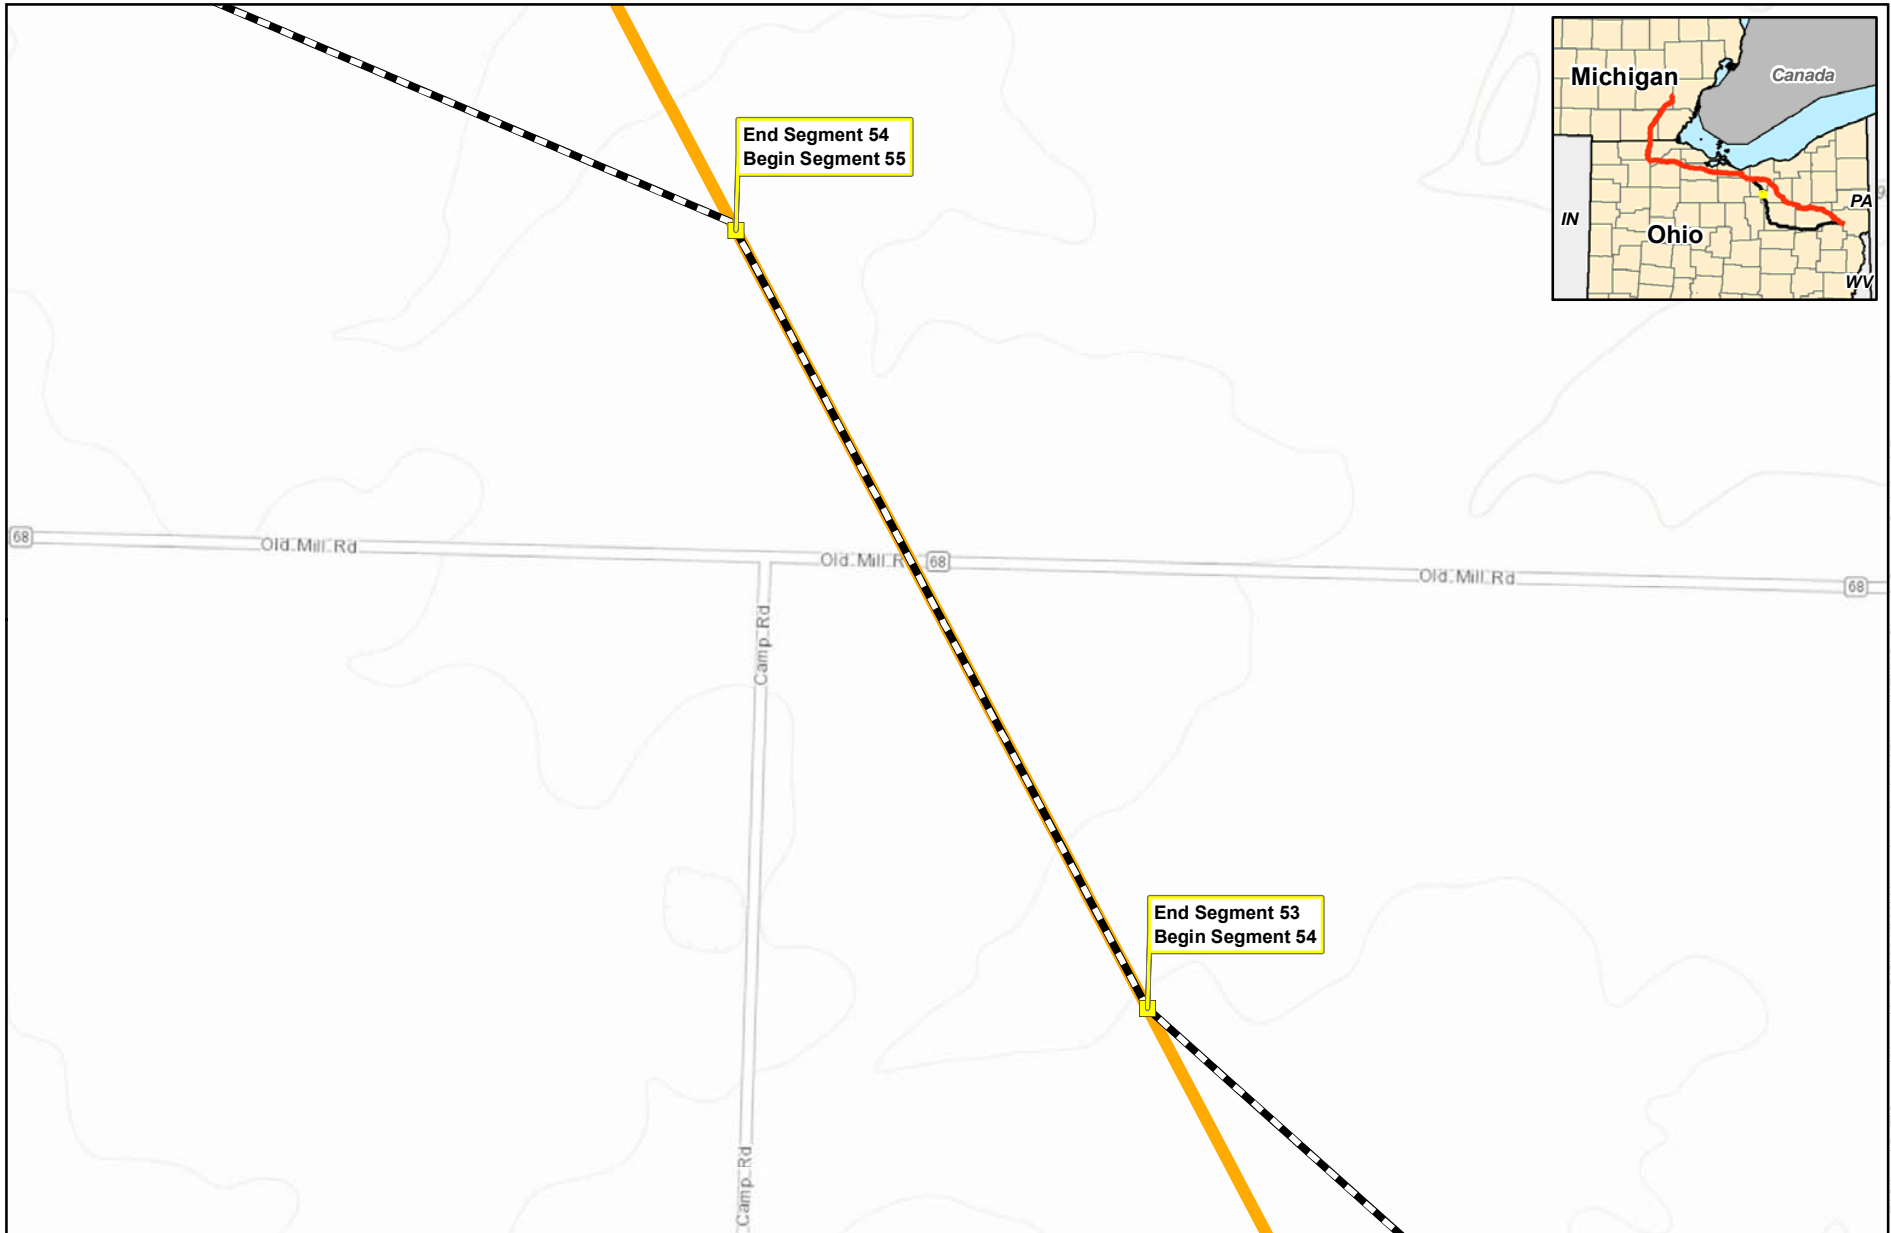 End Segment 54
Begin Segment 55
Michigan
Canada
IN
Ohio
PA
WV
9
68
Old Mill Rd
Old Mill R
68
Old Mill Rd
68
Camp Rd
End Segment 53
Begin Segment 54
Camp Rd